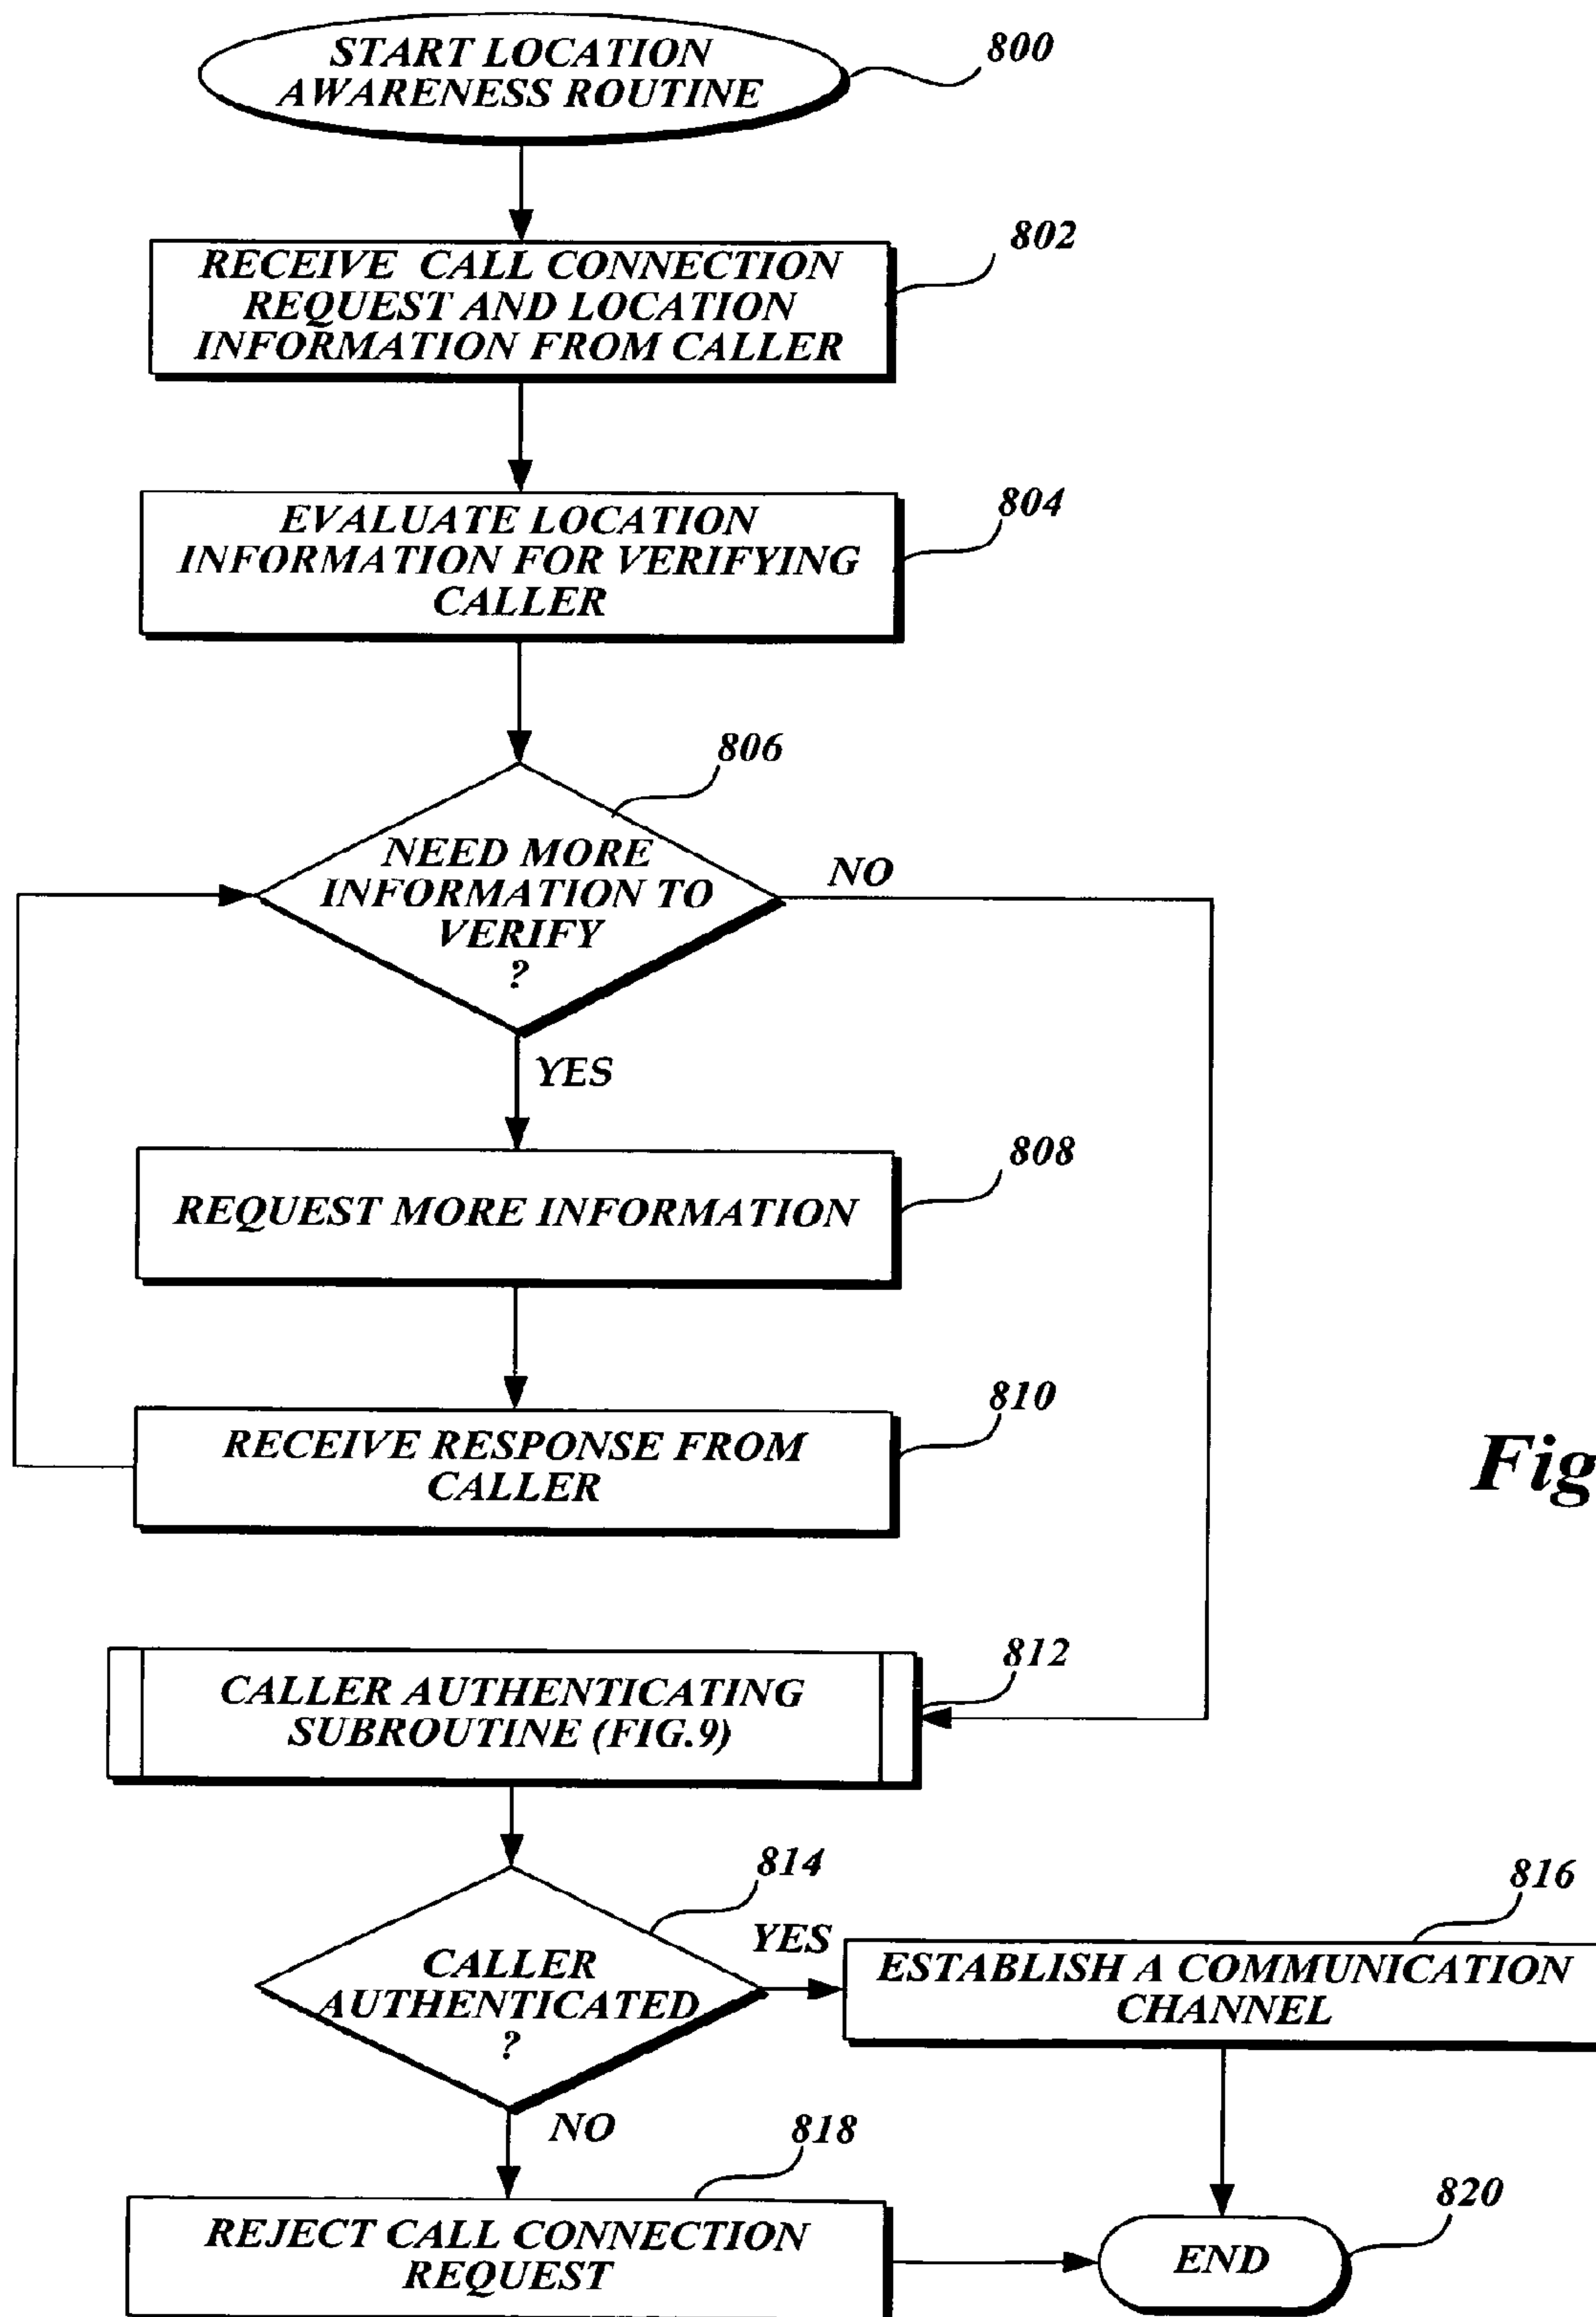 START LOCATION
AWARENESS ROUTINE
800
RECEIVE CALL CONNECTION
REQUEST AND LOCATION
INFORMATION FROM CALLER
802
EVALUATE LOCATION
INFORMATION FOR VERIFYING
CALLER
804
806
NEED MORE
INFORMATION TO
VERIFY
?
NO
YES
REQUEST MORE INFORMATION
808
RECEIVE RESPONSE FROM
CALLER
810
Fig
CALLER AUTHENTICATING
SUBROUTINE (FIG.9)
812
814
CALLER
AUTHENTICATED
?
YES
816
ESTABLISH A COMMUNICATION
CHANNEL
NO
818
REJECT CALL CONNECTION
REQUEST
END
820